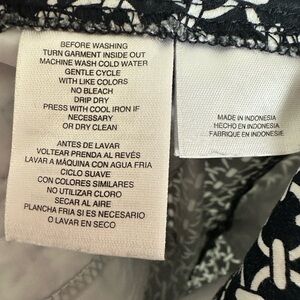 BEFORE WASHING
TURN GARMENT INSIDE OUT
MACHINE WASH COLD WATER
GENTLE CYCLE
WITH LIKE COLORS
NO BLEACH
DRIP DRY
PRESS WITH COOL IRON IF
NECESSARY
OR DRY CLEAN
ANTES DE LAVAR
VOLTEAR PRENDA AL REVÉS
LAVAR A MÁQUINA CON AGUA FRIA
CICLO SUAVE
CON COLORES SIMILARES
NO UTILIZAR CLORO
SECAR AL AIRE
PLANCHA FRIA SI ES NECESARIO
O LAVAR EN SECO
MADE IN INDONESIA
HECHO EN INDONESIA
FABRIQUÉ EN INDONÉSIE